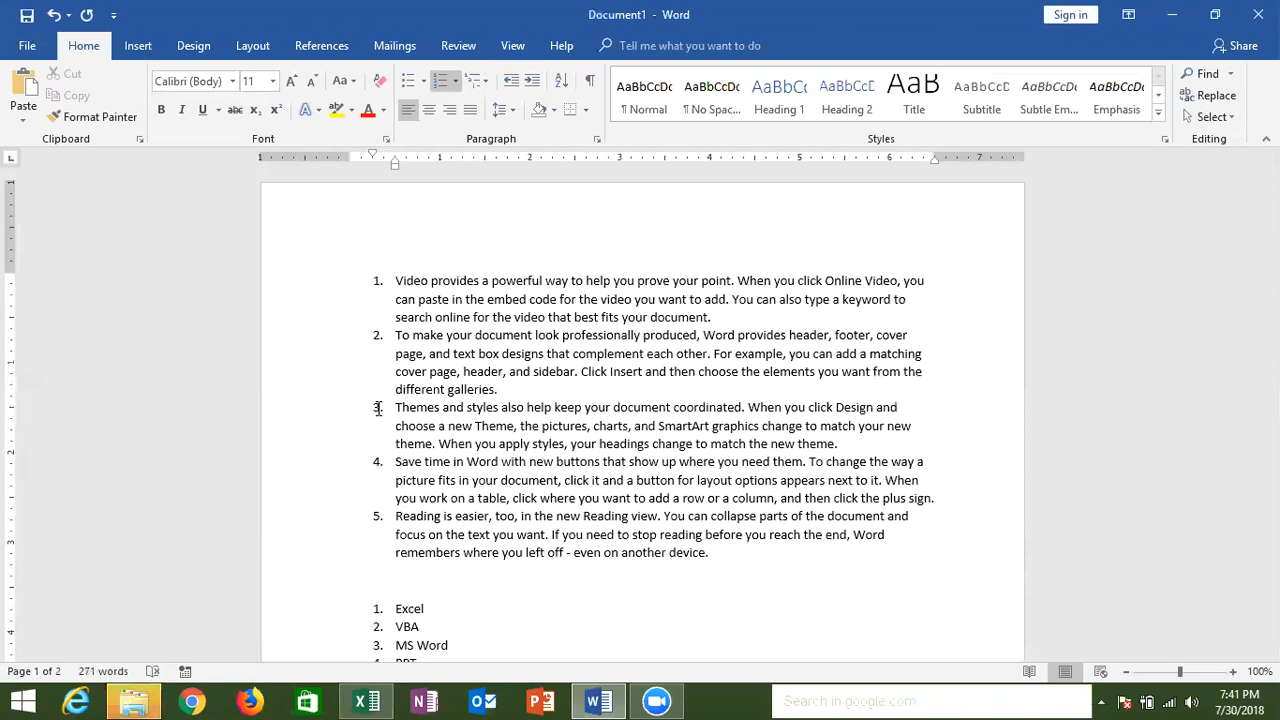 Document1 - Word
Sign in
File Home Insert Design Layout References Mailings Review View Help Tell me what you want to do Share
Paste
Cut
Copy
Format Painter
Clipboard
Calibri (Body) 11
Font
Paragraph
AaBbCcDc AaBbCcDc AaBbCc AaBbCcC AaB AaBbCcD AaBbCcDc AaBbCcDc
¶ Normal ¶ No Spac... Heading 1 Heading 2 Title Subtitle Subtle Em... Emphasis
Styles
Find
Replace
Select
Editing
1 1 2 3 4 5 6 7
1. Video provides a powerful way to help you prove your point. When you click Online Video, you
can paste in the embed code for the video you want to add. You can also type a keyword to
search online for the video that best fits your document.
2. To make your document look professionally produced, Word provides header, footer, cover
page, and text box designs that complement each other. For example, you can add a matching
cover page, header, and sidebar. Click Insert and then choose the elements you want from the
different galleries.
3. Themes and styles also help keep your document coordinated. When you click Design and
choose a new Theme, the pictures, charts, and SmartArt graphics change to match your new
theme. When you apply styles, your headings change to match the new theme.
4. Save time in Word with new buttons that show up where you need them. To change the way a
picture fits in your document, click it and a button for layout options appears next to it. When
you work on a table, click where you want to add a row or a column, and then click the plus sign.
5. Reading is easier, too, in the new Reading view. You can collapse parts of the document and
focus on the text you want. If you need to stop reading before you reach the end, Word
remembers where you left off - even on another device.
1. Excel
2. VBA
3. MS Word
4. PPT
Page 1 of 2 271 words 100%
Search in google.com
7:41 PM
7/30/2018